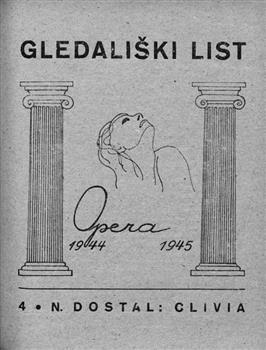 GLEDALIŠKI LIST
Opera
1944 1945
4 • N. DOSTAL: CLIVIA